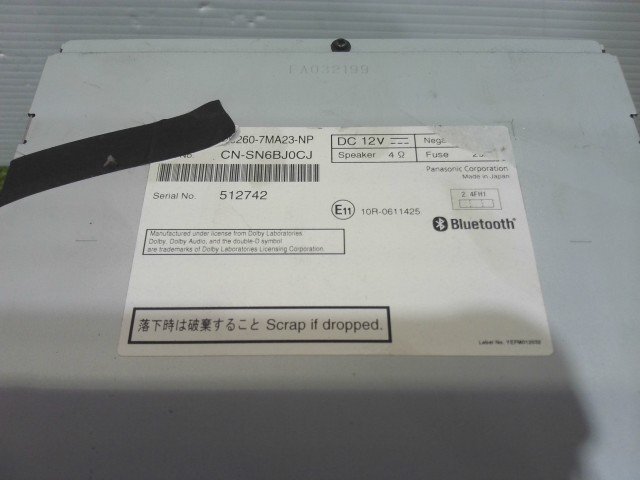 FA032199
260-7MA23-NP
No. CN-SN6BJ0CJ
DC 12V
Speaker 4 Ω
Fuse
Panasonic Corporation
Made in Japan
Serial No. 512742
E11 10R-0611425
2.4FH1
Bluetooth®
Manufactured under license from Dolby Laboratories.
Dolby, Dolby Audio, and the double-D symbol
are trademarks of Dolby Laboratories Licensing Corporation.
落下時は破棄すること Scrap if dropped.
Label No.